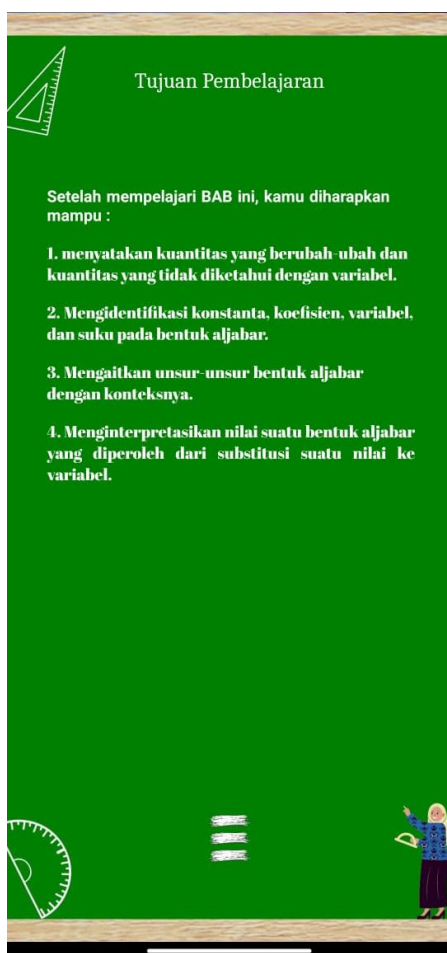 Tujuan Pembelajaran
Setelah mempelajari BAB ini, kamu diharapkan
mampu :
1. menyatakan kuantitas yang berubah-ubah dan
kuantitas yang tidak diketahui dengan variabel.
2. Mengidentifikasi konstanta, koefisien, variabel,
dan suku pada bentuk aljabar.
3. Mengaitkan unsur-unsur bentuk aljabar
dengan konteksnya.
4. Menginterpretasikan nilai suatu bentuk aljabar
yang diperoleh dari substitusi suatu nilai ke
variabel.